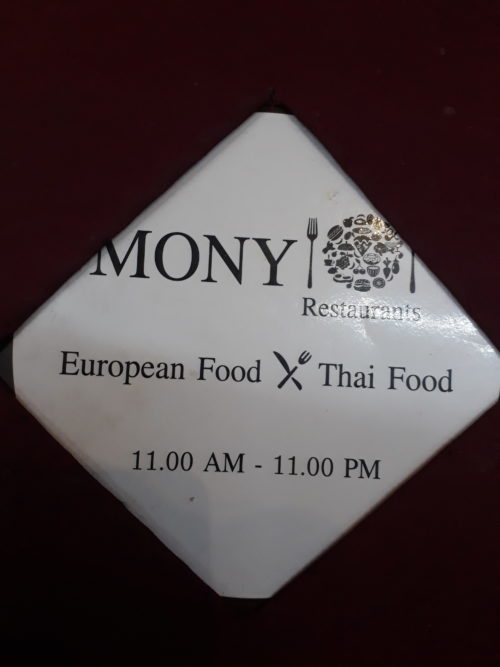 MONY
Restaurants
European Food Thai Food
11.00 AM - 11.00 PM